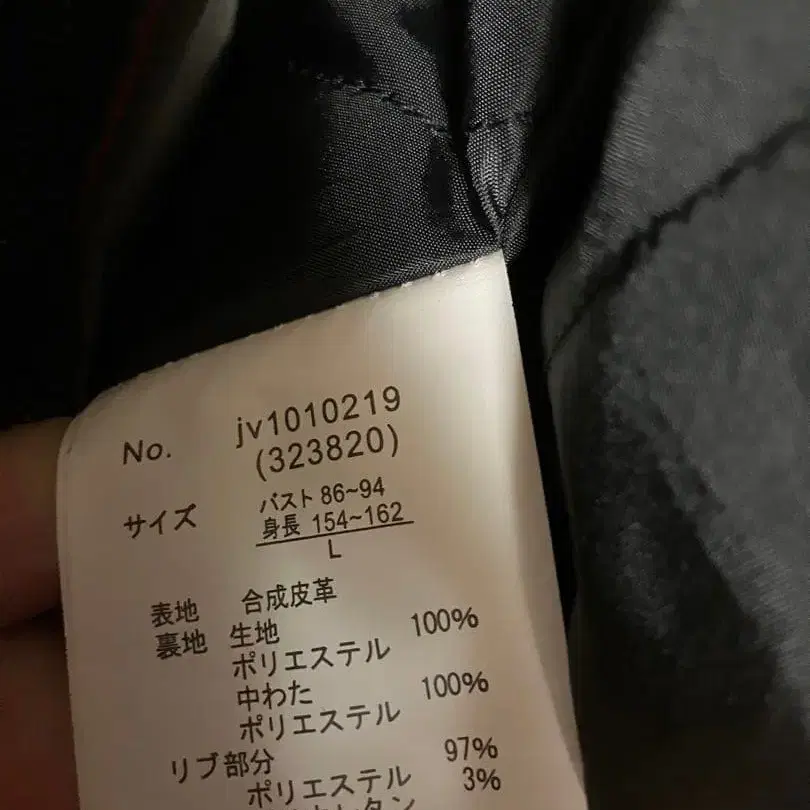 No. jv1010219
(323820)
サイズ バスト 86~94
身長 154~162
L
表地 合成皮革
裏地 生地
ポリエステル 100%
中わた
ポリエステル 100%
リブ部分
ポリエステル 97%
3%